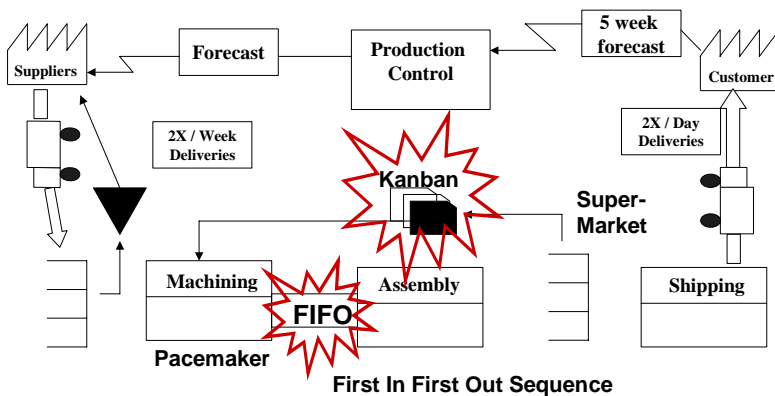 5 week
forecast
Forecast
Production
Control
Suppliers
Customer
2X / Week
Deliveries
2X / Day
Deliveries
Kanban
Super-
Market
Machining
Assembly
Shipping
FIFO
Pacemaker
First In First Out Sequence